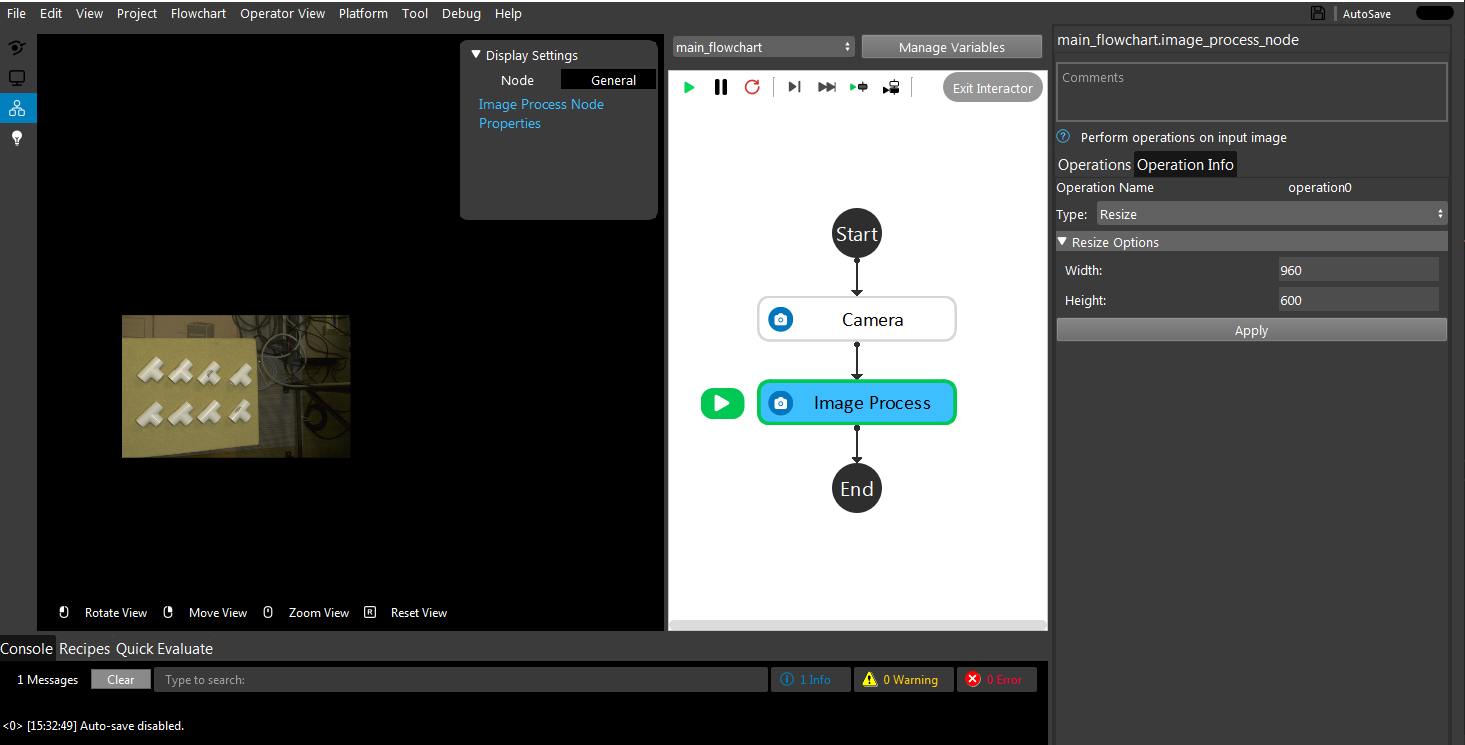 File Edit View Project Flowchart Operator View Platform Tool Debug Help
AutoSave
Display Settings
Node General
Image Process Node
Properties
Rotate View Move View Zoom View R Reset View
main_flowchart Manage Variables
Exit Interactor
Start
Camera
Image Process
End
main_flowchart.image_process_node
Comments
? Perform operations on input image
Operations Operation Info
Operation Name operation0
Type: Resize
Resize Options
Width: 960
Height: 600
Apply
Console Recipes Quick Evaluate
1 Messages Clear Type to search: 1 Info 0 Warning 0 Error
<0> [15:32:49] Auto-save disabled.